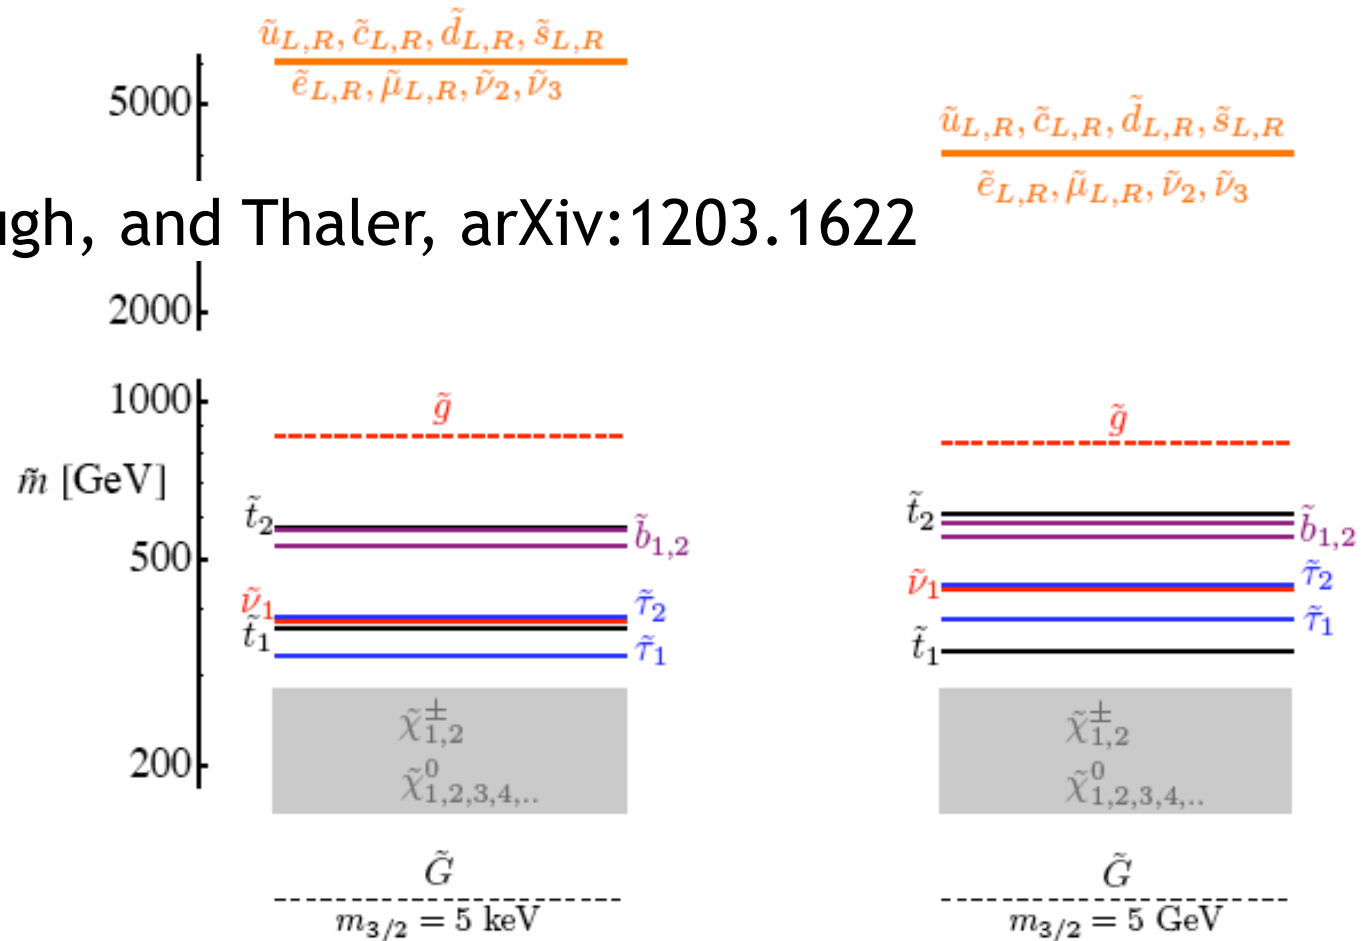 ũ_{L,R}, c̃_{L,R}, d̃_{L,R}, s̃_{L,R}
ẽ_{L,R}, μ̃_{L,R}, ν̃_2, ν̃_3
5000
ũ_{L,R}, c̃_{L,R}, d̃_{L,R}, s̃_{L,R}
ẽ_{L,R}, μ̃_{L,R}, ν̃_2, ν̃_3
and Thaler, arXiv:1203.1622
2000
1000
g̃
g̃
m̃ [GeV]
t̃_2
b̃_{1,2}
t̃_2
b̃_{1,2}
500
ν̃_1
τ̃_2
t̃_1
τ̃_1
ν̃_1
τ̃_2
τ̃_1
t̃_1
χ̃^±_{1,2}
χ̃^±_{1,2}
200
χ̃^0_{1,2,3,4,..}
χ̃^0_{1,2,3,4,..}
G̃
G̃
m_{3/2} = 5 keV
m_{3/2} = 5 GeV